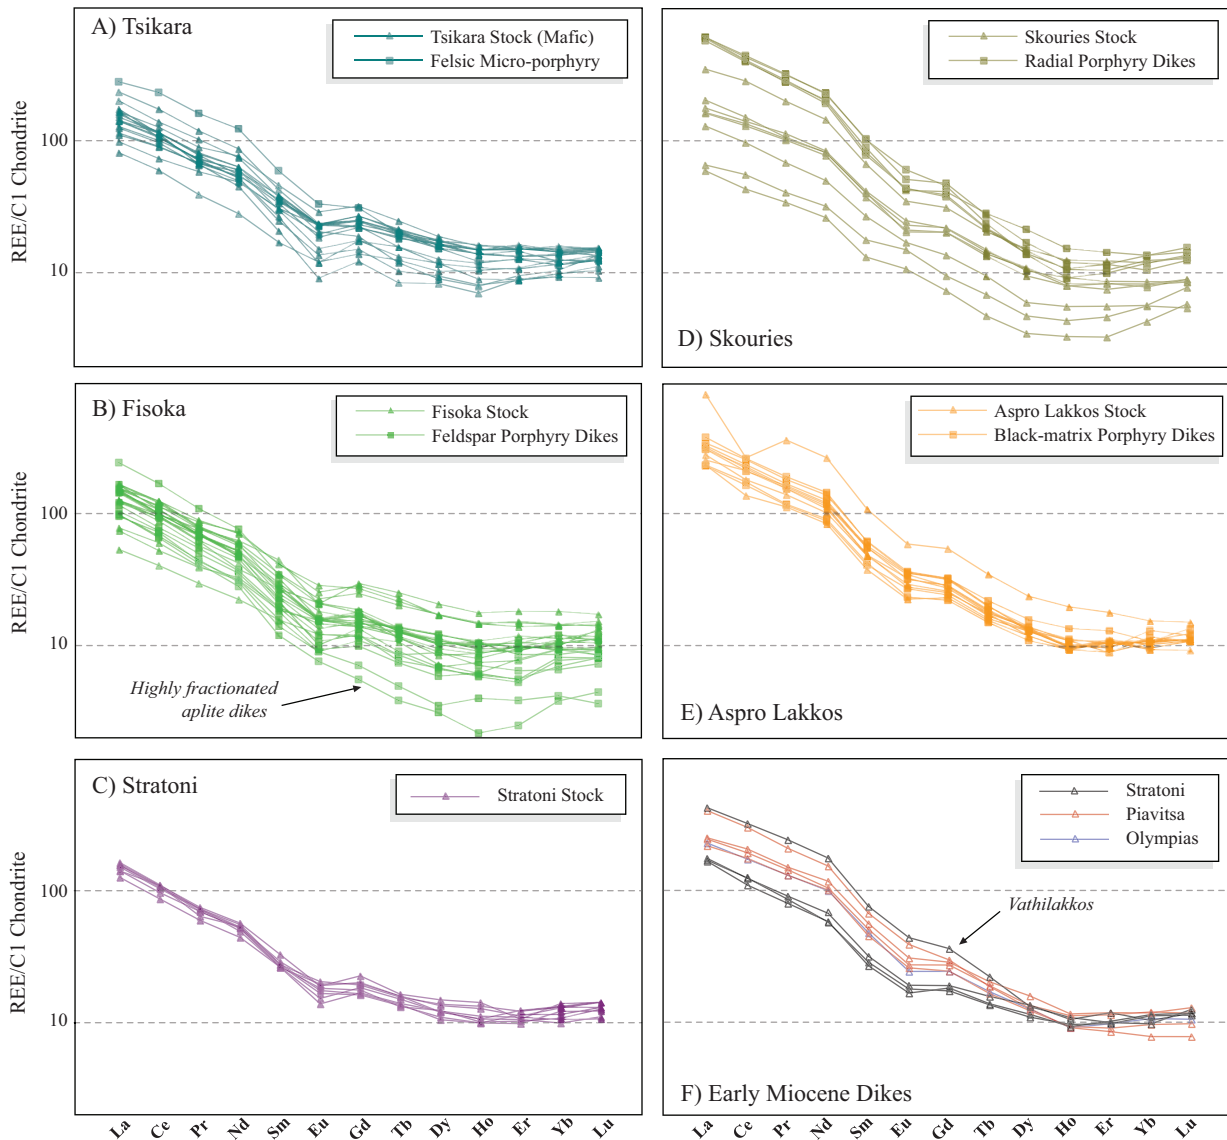 A) Tsikara
Tsikara Stock (Mafic)
Felsic Micro-porphyry
REE/C1 Chondrite
100
10
Skouries Stock
Radial Porphyry Dikes
D) Skouries
B) Fisoka
Fisoka Stock
Feldspar Porphyry Dikes
REE/C1 Chondrite
100
10
Highly fractionated
aplite dikes
Aspro Lakkos Stock
Black-matrix Porphyry Dikes
E) Aspro Lakkos
C) Stratoni
Stratoni Stock
REE/C1 Chondrite
100
10
Stratoni
Piavitsa
Olympias
Vathilakkos
F) Early Miocene Dikes
La Ce Pr Nd Sm Eu Gd Tb Dy Ho Er Yb Lu
La Ce Pr Nd Sm Eu Gd Tb Dy Ho Er Yb Lu